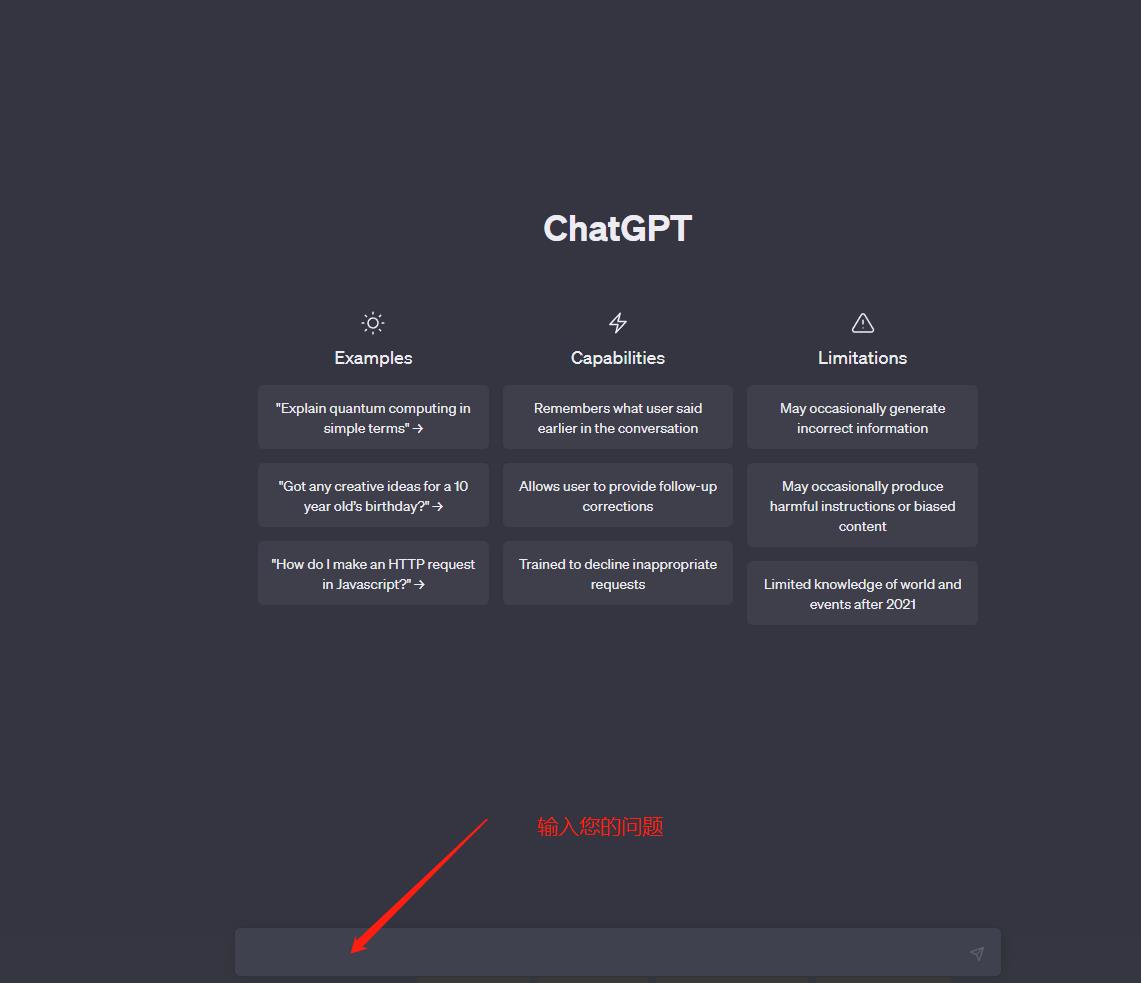 ChatGPT
Examples
"Explain quantum computing in
simple terms" →
"Got any creative ideas for a 10
year old's birthday?" →
"How do I make an HTTP request
in Javascript?" →
Capabilities
Remembers what user said
earlier in the conversation
Allows user to provide follow-up
corrections
Trained to decline inappropriate
requests
Limitations
May occasionally generate
incorrect information
May occasionally produce
harmful instructions or biased
content
Limited knowledge of world and
events after 2021
输入您的问题